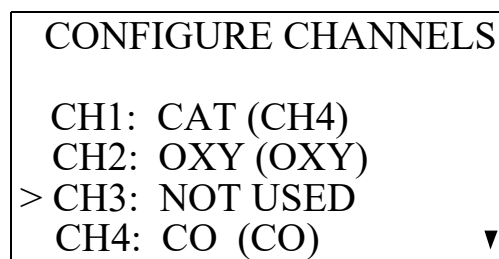 CONFIGURE CHANNELS
CH1: CAT (CH4)
CH2: OXY (OXY)
> CH3: NOT USED
CH4: CO (CO)